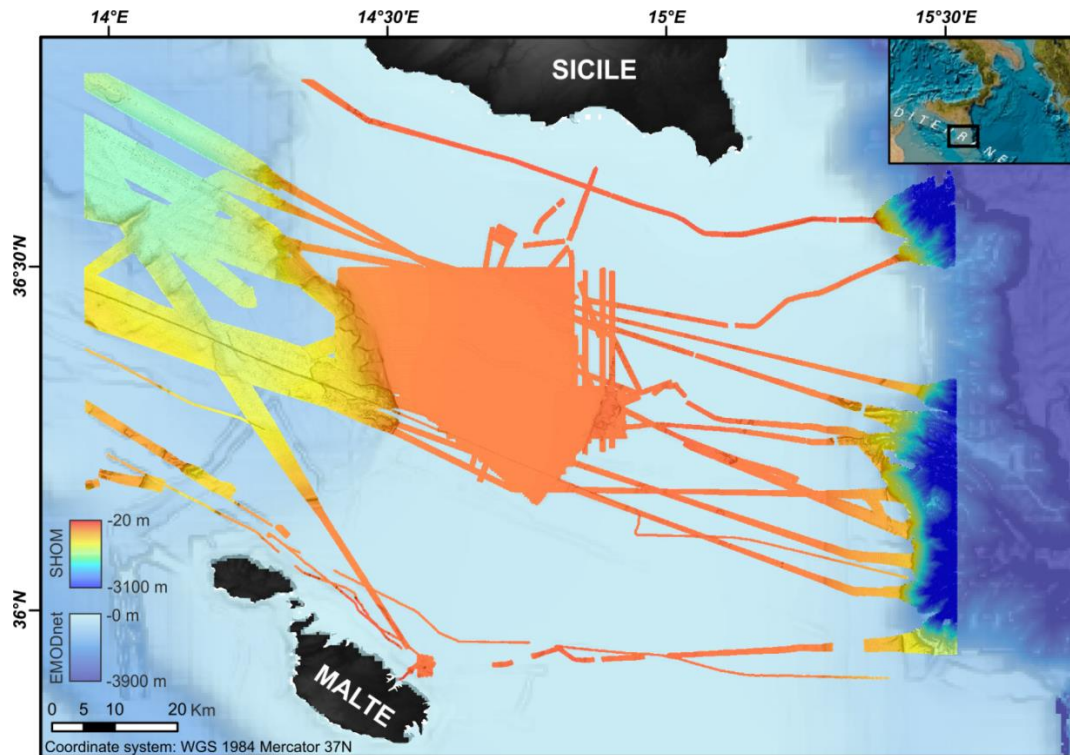 14°E
14°30'E
15°E
15°30'E
SICILE
DITERRANE
36°30'N
36°N
SHOM
-20 m
-3100 m
EMODnet
-0 m
-3900 m
MALTE
0 5 10 20 Km
Coordinate system: WGS 1984 Mercator 37N